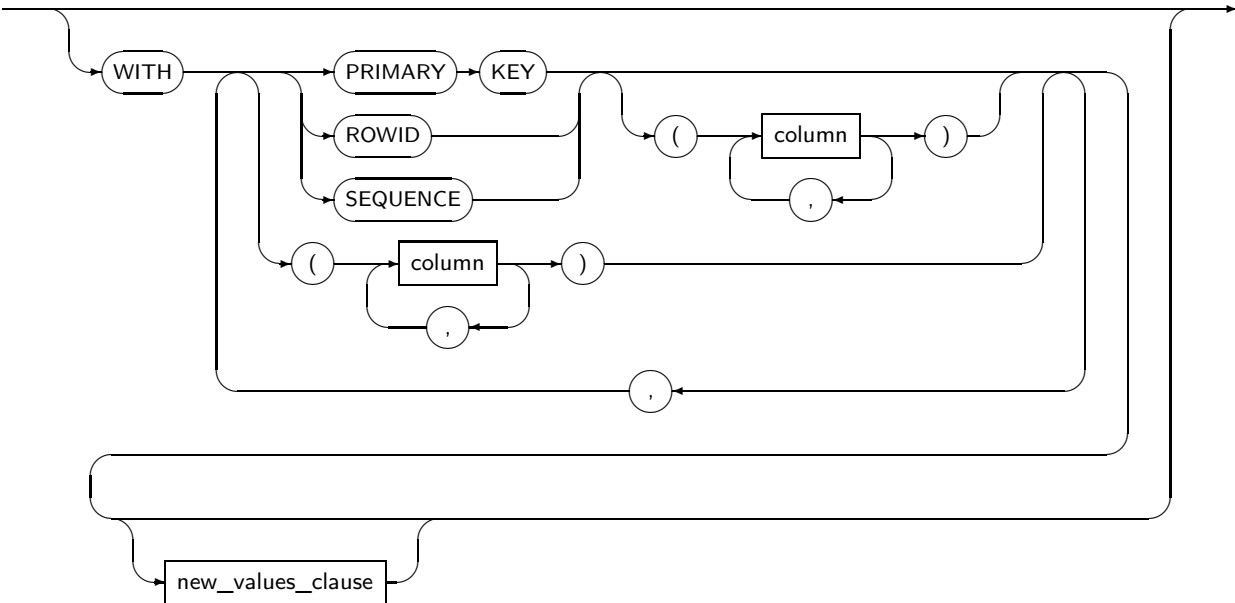 WITH PRIMARY KEY
ROWID ( column )
SEQUENCE ,
( column )
,
,
new_values_clause